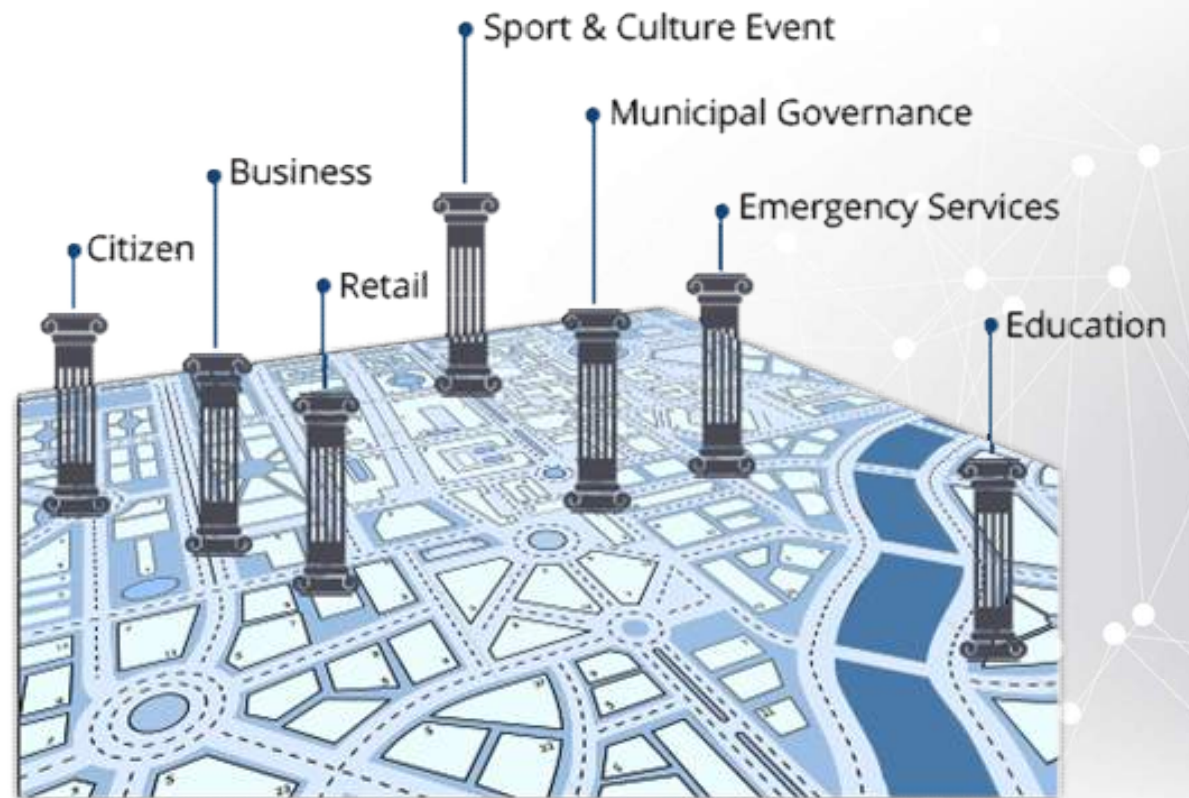 Sport & Culture Event
Municipal Governance
Business
Emergency Services
Citizen
Retail
Education